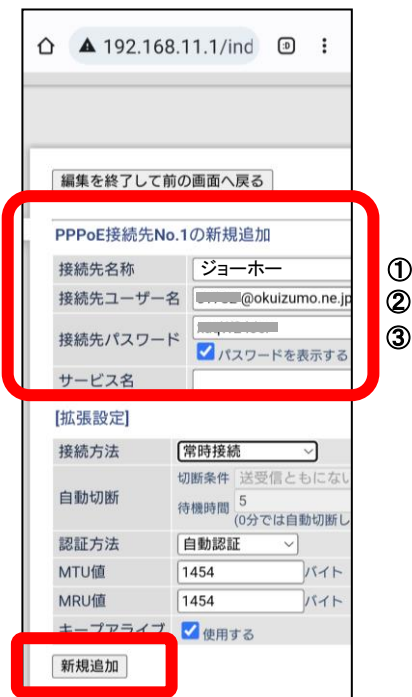 192.168.11.1/ind :D
編集を終了して前の画面へ戻る
PPPoE接続先No.1の新規追加
接続先名称 ジョーホー ①
接続先ユーザー名 @okuizumo.ne.jp ②
接続先パスワード ③
パスワードを表示する
サービス名
[拡張設定]
接続方法 常時接続
自動切断 切断条件 送受信ともにない
待機時間 5
(0分では自動切断し
認証方法 自動認証
MTU値 1454 バイト
MRU値 1454 バイト
キープアライブ 使用する
新規追加